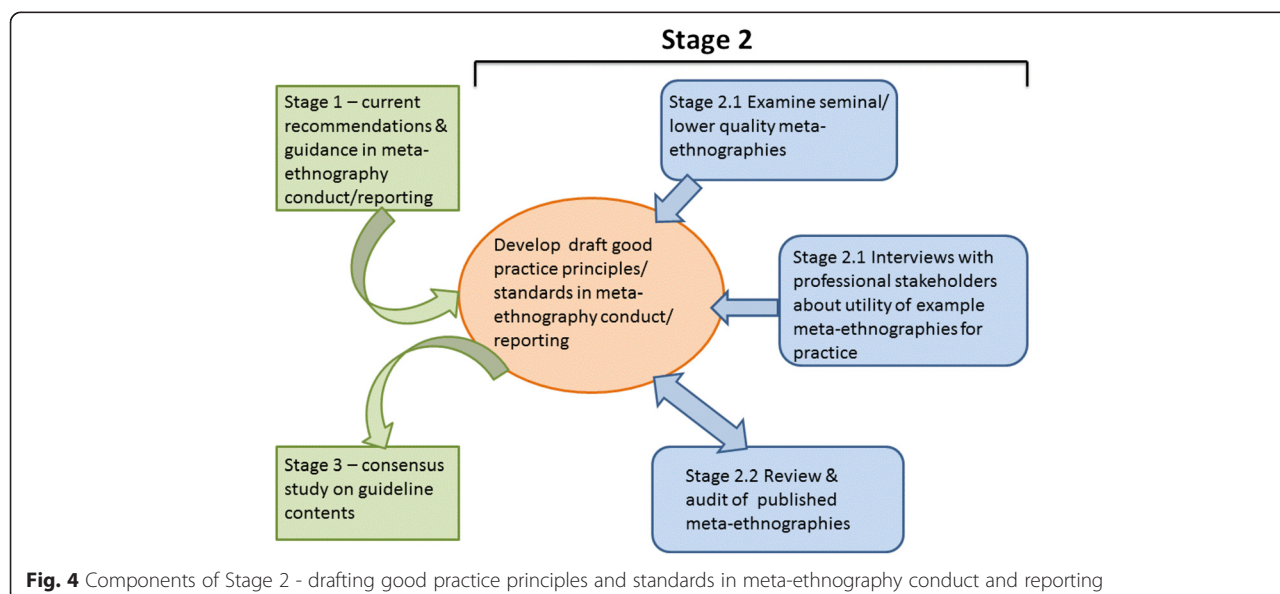 Stage 2
Stage 1 – current
recommendations &
guidance in meta-
ethnography
conduct/reporting
Stage 2.1 Examine seminal/
lower quality meta-
ethnographies
Develop draft good
practice principles/
standards in meta-
ethnography conduct/
reporting
Stage 2.1 Interviews with
professional stakeholders
about utility of example
meta-ethnographies for
practice
Stage 3 – consensus
study on guideline
contents
Stage 2.2 Review &
audit of published
meta-ethnographies
Fig. 4 Components of Stage 2 - drafting good practice principles and standards in meta-ethnography conduct and reporting